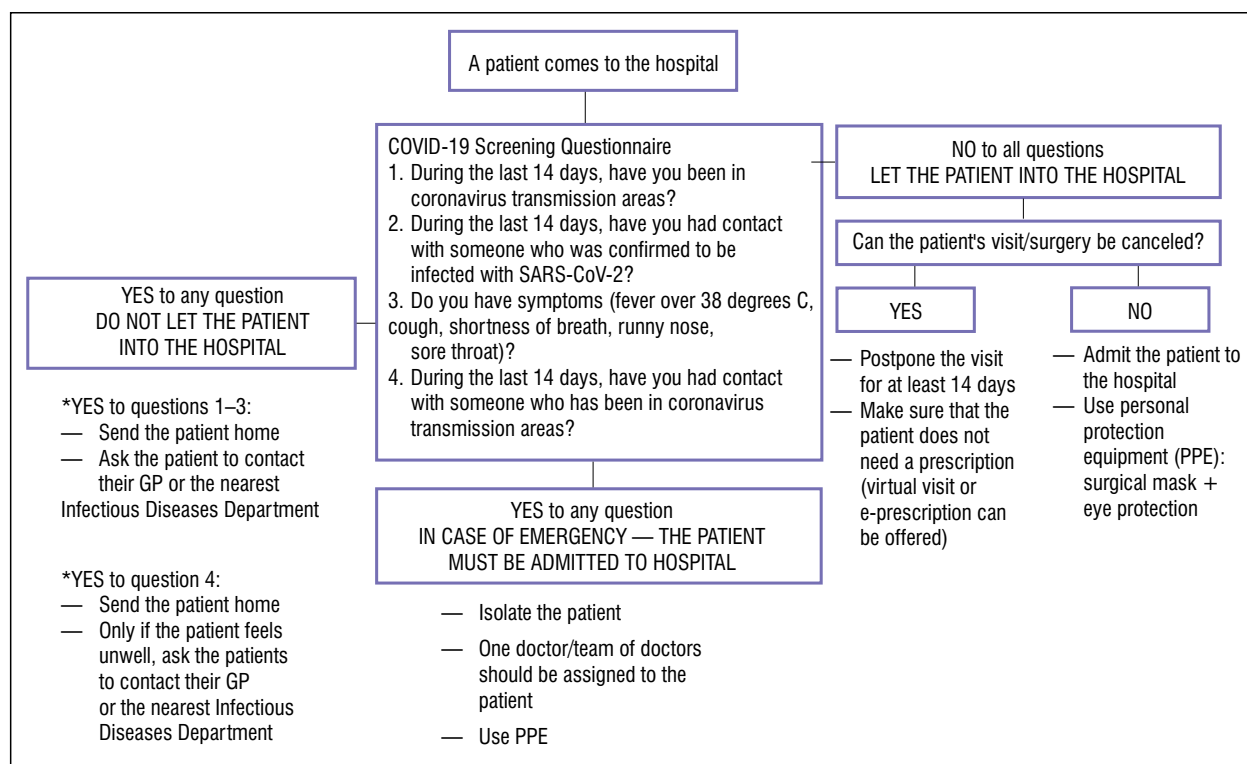 A patient comes to the hospital
COVID-19 Screening Questionnaire
1. During the last 14 days, have you been in
coronavirus transmission areas?
2. During the last 14 days, have you had contact
with someone who was confirmed to be
infected with SARS-CoV-2?
3. Do you have symptoms (fever over 38 degrees C,
cough, shortness of breath, runny nose,
sore throat)?
4. During the last 14 days, have you had contact
with someone who has been in coronavirus
transmission areas?
NO to all questions
LET THE PATIENT INTO THE HOSPITAL
Can the patient's visit/surgery be canceled?
YES
— Postpone the visit
for at least 14 days
— Make sure that the
patient does not
need a prescription
(virtual visit or
e-prescription can
be offered)
NO
— Admit the patient to
the hospital
— Use personal
protection
equipment (PPE):
surgical mask +
eye protection
YES to any question
DO NOT LET THE PATIENT
INTO THE HOSPITAL
*YES to questions 1–3:
— Send the patient home
— Ask the patient to contact
their GP or the nearest
Infectious Diseases Department
*YES to question 4:
— Send the patient home
— Only if the patient feels
unwell, ask the patients
to contact their GP
or the nearest Infectious
Diseases Department
YES to any question
IN CASE OF EMERGENCY — THE PATIENT
MUST BE ADMITTED TO HOSPITAL
— Isolate the patient
— One doctor/team of doctors
should be assigned to the
patient
— Use PPE